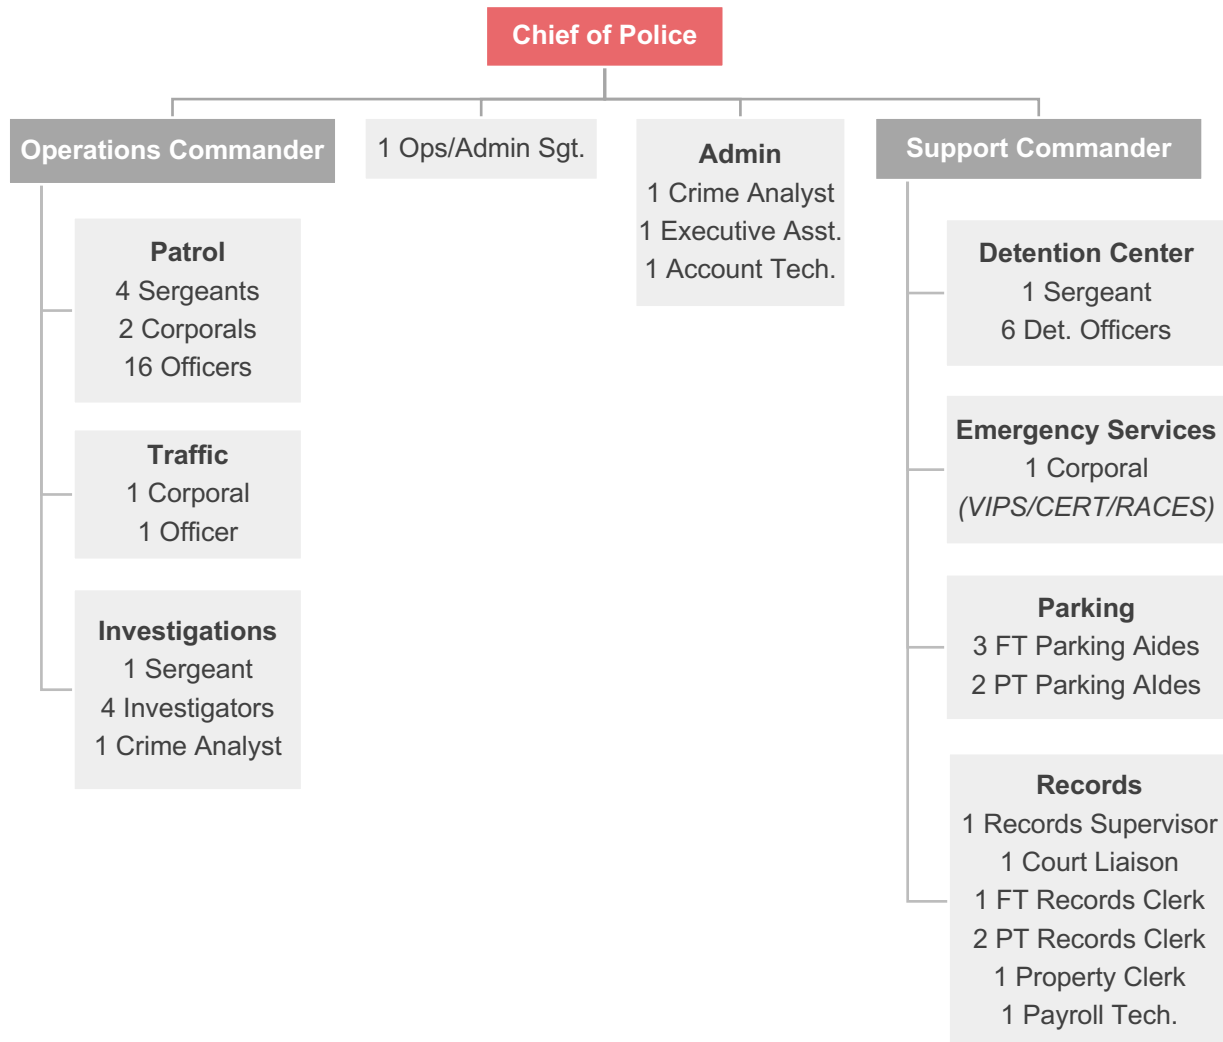 Chief of Police
Operations Commander
Patrol
4 Sergeants
2 Corporals
16 Officers
Traffic
1 Corporal
1 Officer
Investigations
1 Sergeant
4 Investigators
1 Crime Analyst
1 Ops/Admin Sgt.
Admin
1 Crime Analyst
1 Executive Asst.
1 Account Tech.
Support Commander
Detention Center
1 Sergeant
6 Det. Officers
Emergency Services
1 Corporal
(VIPS/CERT/RACES)
Parking
3 FT Parking Aides
2 PT Parking AIdes
Records
1 Records Supervisor
1 Court Liaison
1 FT Records Clerk
2 PT Records Clerk
1 Property Clerk
1 Payroll Tech.